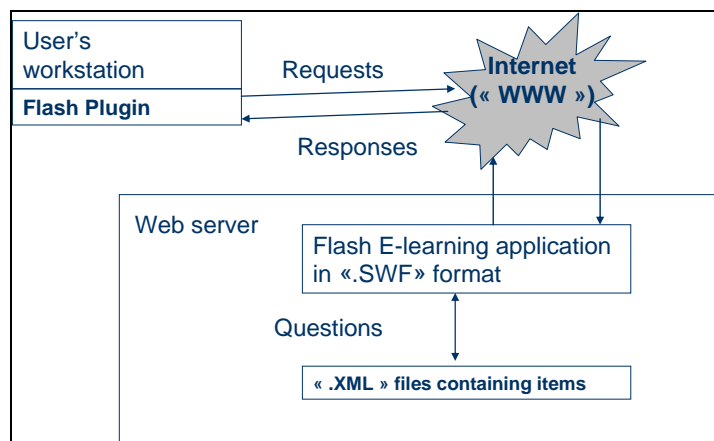 User's
workstation
Flash Plugin
Requests
Responses
Internet
(« WWW »)
Web server
Flash E-learning application
in «.SWF» format
Questions
« .XML » files containing items